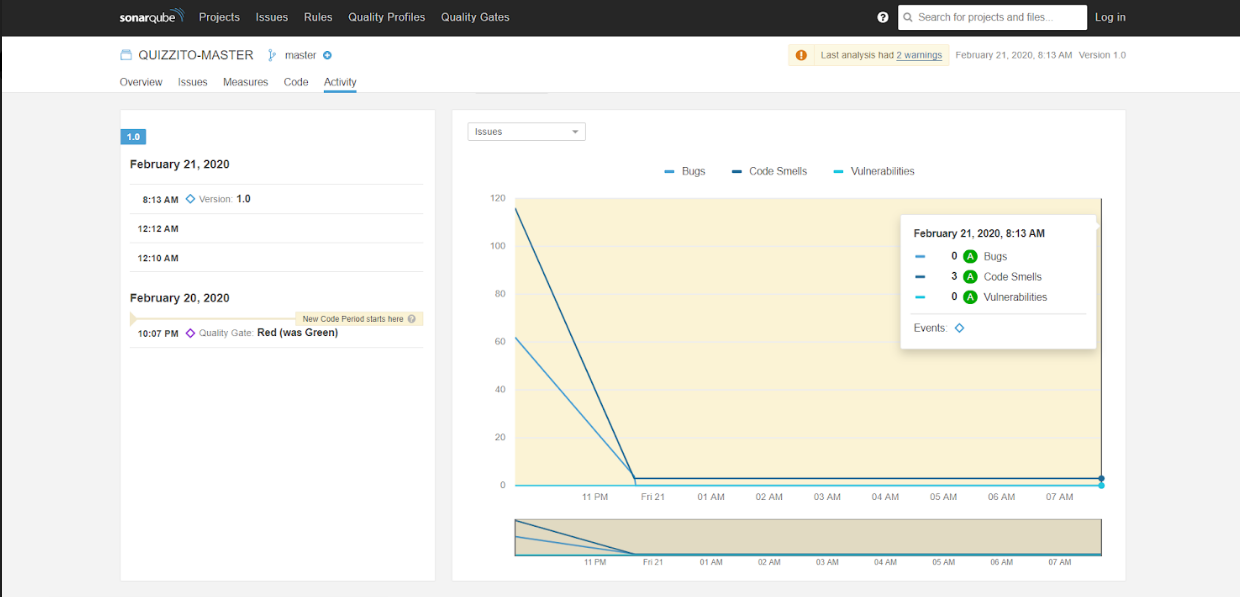 sonarqube Projects Issues Rules Quality Profiles Quality Gates ? Search for projects and files... Log in
QUIZZITO-MASTER master Last analysis had 2 warnings February 21, 2020, 8:13 AM Version 1.0
Overview Issues Measures Code Activity
1.0
February 21, 2020
8:13 AM Version: 1.0
12:12 AM
12:10 AM
February 20, 2020
New Code Period starts here ?
10:07 PM Quality Gate: Red (was Green)
Issues
Bugs Code Smells Vulnerabilities
120
100
80
60
40
20
0
11 PM Fri 21 01 AM 02 AM 03 AM 04 AM 05 AM 06 AM 07 AM
February 21, 2020, 8:13 AM
0 A Bugs
3 A Code Smells
0 A Vulnerabilities
Events:
11 PM Fri 21 01 AM 02 AM 03 AM 04 AM 05 AM 06 AM 07 AM